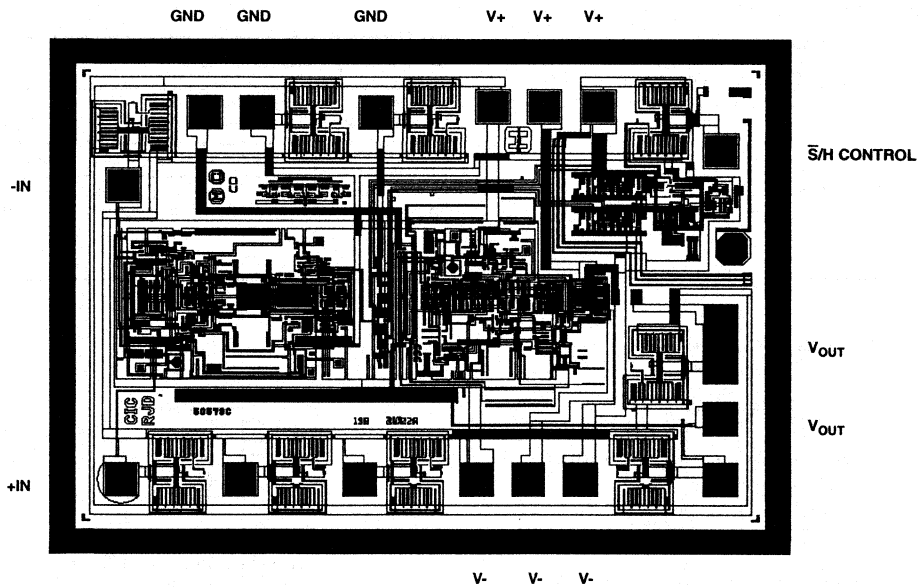 GND GND GND V+ V+ V+
S̅/H CONTROL
-IN
VOUT
CIC
RJD
VOUT
+IN
V- V- V-